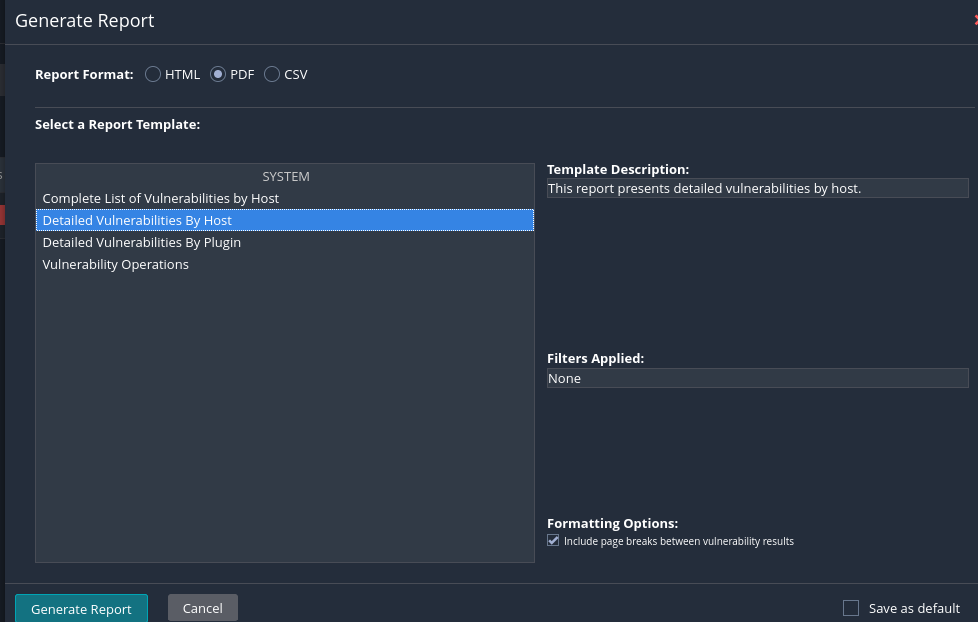 Generate Report
Report Format: HTML PDF CSV
Select a Report Template:
SYSTEM
Complete List of Vulnerabilities by Host
Detailed Vulnerabilities By Host
Detailed Vulnerabilities By Plugin
Vulnerability Operations
Template Description:
This report presents detailed vulnerabilities by host.
Filters Applied:
None
Formatting Options:
Include page breaks between vulnerability results
Generate Report
Cancel
Save as default